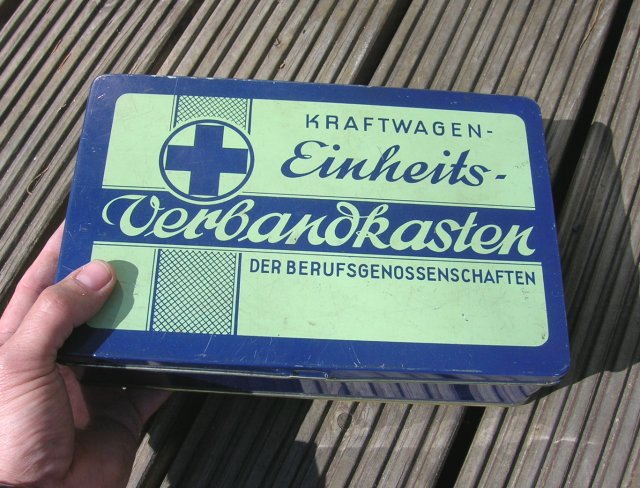 KRAFTWAGEN-
Einheits-
Verbandkasten
DER BERUFSGENOSSENSCHAFTEN